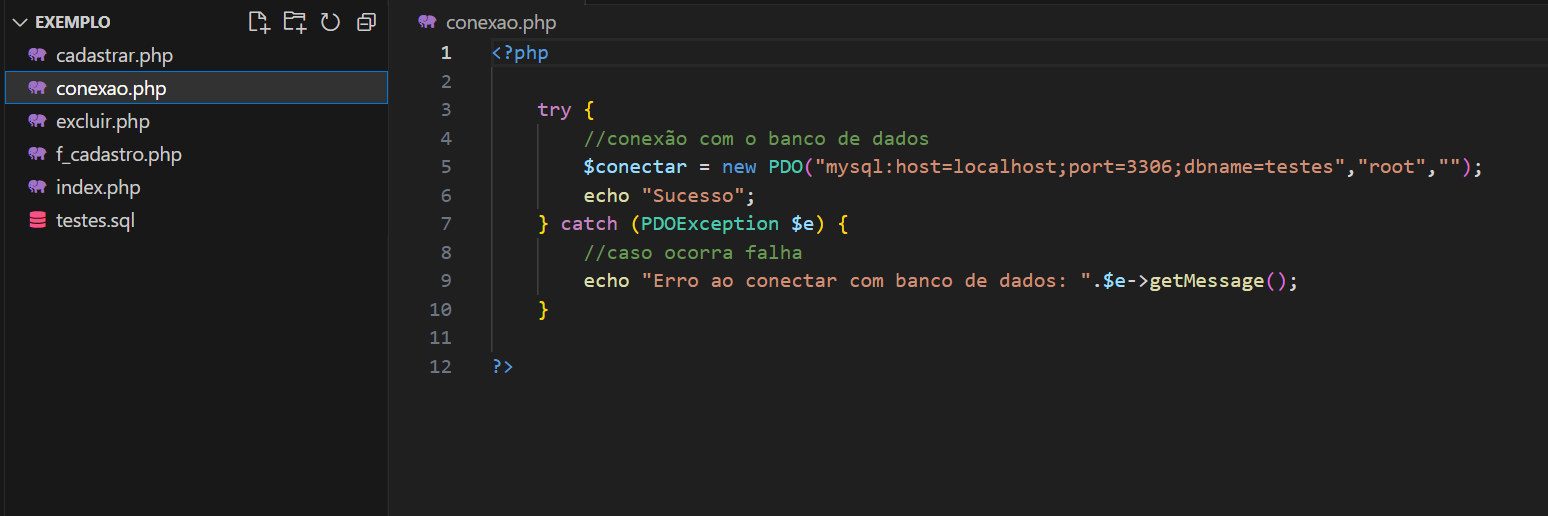 EXEMPLO
cadastrar.php
conexao.php
excluir.php
f_cadastro.php
index.php
testes.sql
conexao.php
1 <?php
2
3 try {
4 //conexão com o banco de dados
5 $conectar = new PDO("mysql:host=localhost;port=3306;dbname=testes","root","");
6 echo "Sucesso";
7 } catch (PDOException $e) {
8 //caso ocorra falha
9 echo "Erro ao conectar com banco de dados: ".$e->getMessage();
10 }
11
12 ?>